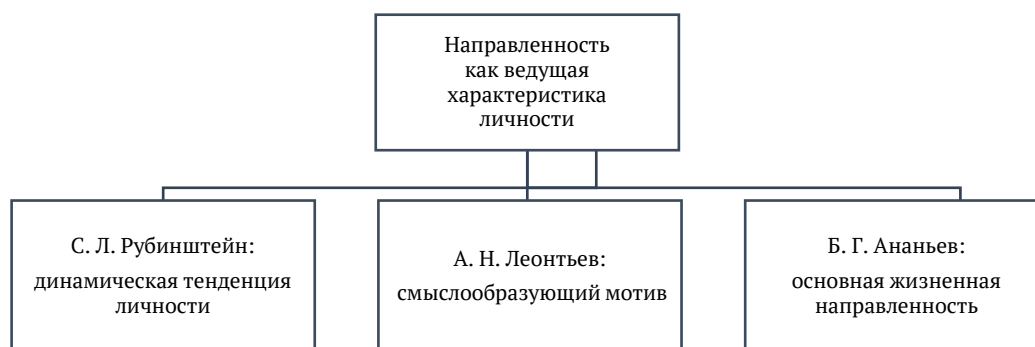 Направленность
как ведущая
характеристика
личности
С. Л. Рубинштейн:
динамическая тенденция
личности
А. Н. Леонтьев:
смыслообразующий мотив
Б. Г. Ананьев:
основная жизненная
направленность